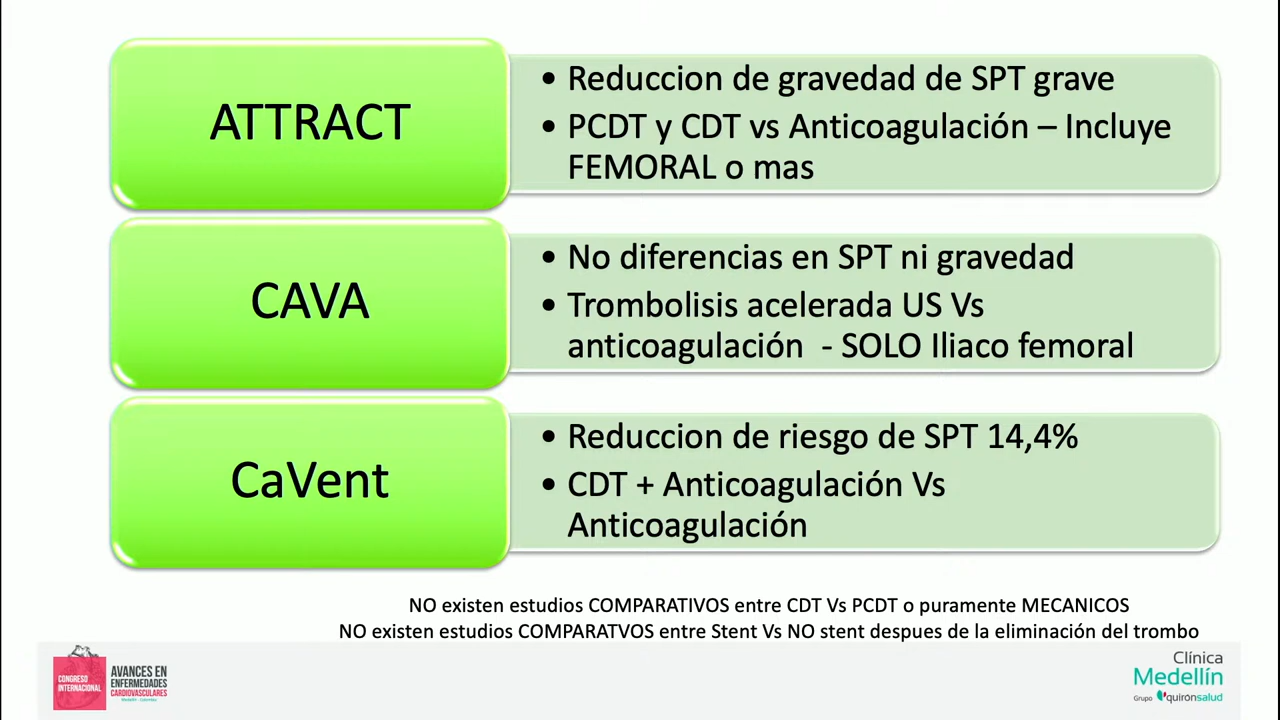 ATTRACT
• Reduccion de gravedad de SPT grave
• PCDT y CDT vs Anticoagulación – Incluye
FEMORAL o mas
CAVA
• No diferencias en SPT ni gravedad
• Trombolisis acelerada US Vs
anticoagulación - SOLO Iliaco femoral
CaVent
• Reduccion de riesgo de SPT 14,4%
• CDT + Anticoagulación Vs
Anticoagulación
NO existen estudios COMPARATIVOS entre CDT Vs PCDT o puramente MECANICOS
NO existen estudios COMPARATVOS entre Stent Vs NO stent despues de la eliminación del trombo
CONGRESO
INTERNACIONAL
AVANCES EN
ENFERMEDADES
CARDIOVASCULARES
Medellín - Colombia
Clínica
Medellín
Grupo quirónsalud